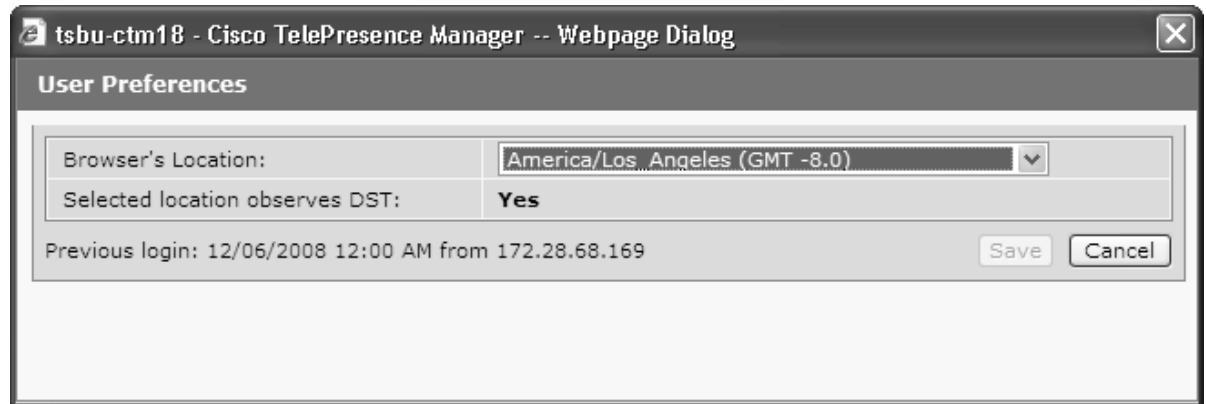 tsbu-ctm18 - Cisco TelePresence Manager -- Webpage Dialog
User Preferences
Browser's Location: America/Los_Angeles (GMT -8.0)
Selected location observes DST: Yes
Previous login: 12/06/2008 12:00 AM from 172.28.68.169 Save Cancel